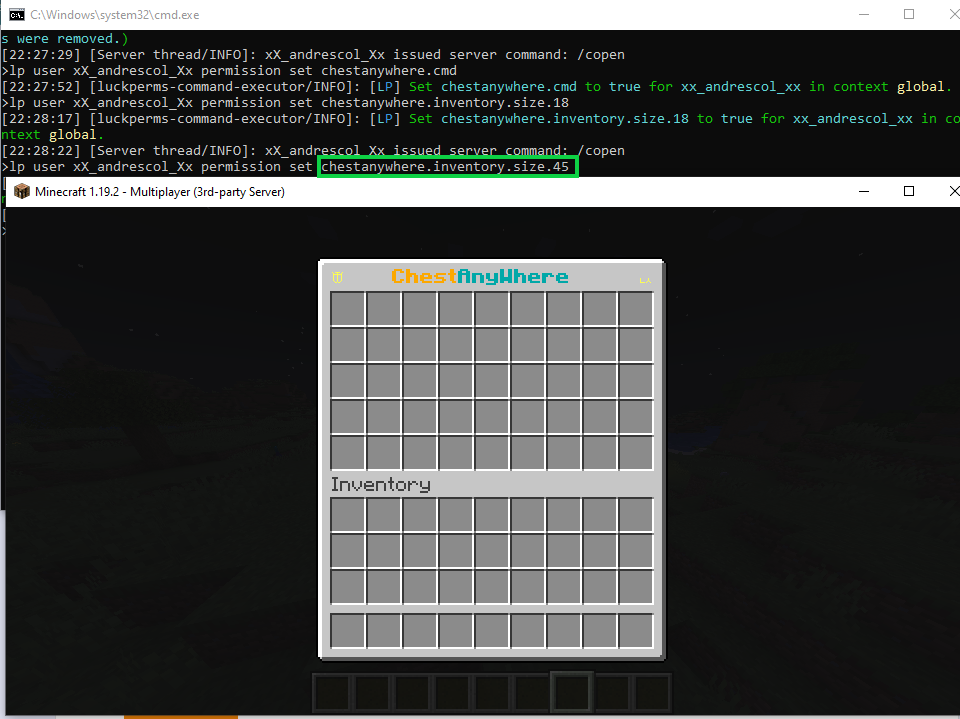 C:\Windows\system32\cmd.exe
s were removed.)
[22:27:29] [Server thread/INFO]: xX_andrescol_Xx issued server command: /copen
>lp user xX_andrescol_Xx permission set chestanywhere.cmd
[22:27:52] [luckperms-command-executor/INFO]: [LP] Set chestanywhere.cmd to true for xx_andrescol_xx in context global.
>lp user xX_andrescol_Xx permission set chestanywhere.inventory.size.18
[22:28:17] [luckperms-command-executor/INFO]: [LP] Set chestanywhere.inventory.size.18 to true for xx_andrescol_xx in co
ntext global.
[22:28:22] [Server thread/INFO]: xX_andrescol_Xx issued server command: /copen
>lp user xX_andrescol_Xx permission set chestanywhere.inventory.size.45
Minecraft 1.19.2 - Multiplayer (3rd-party Server)
ChestAnyWhere
Inventory